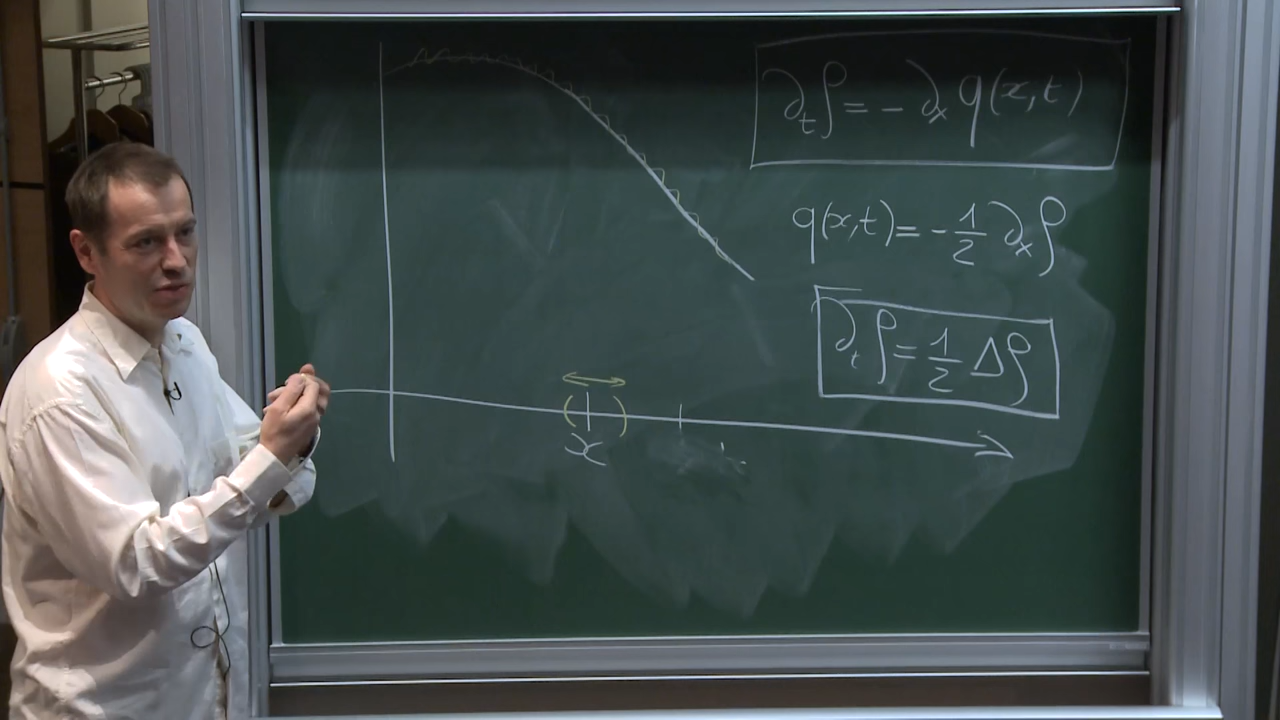 ∂ₜρ = - ∂ₓ q(x,t)
q(x,t) = - 1/2 ∂ₓ ρ
∂ₜ ρ = 1/2 Δρ
x